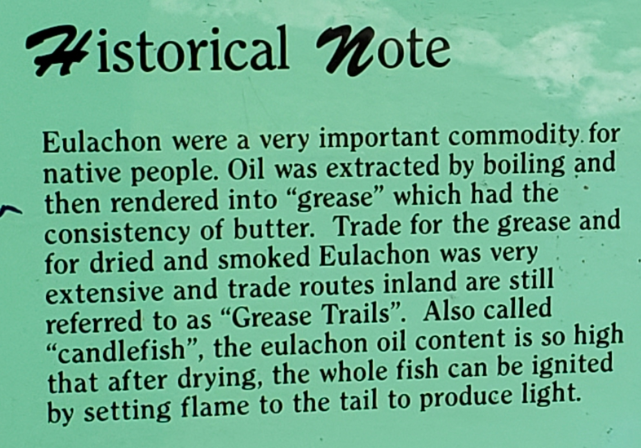 Historical Note
Eulachon were a very important commodity for
native people. Oil was extracted by boiling and
then rendered into “grease” which had the
consistency of butter. Trade for the grease and
for dried and smoked Eulachon was very
extensive and trade routes inland are still
referred to as “Grease Trails”. Also called
“candlefish”, the eulachon oil content is so high
that after drying, the whole fish can be ignited
by setting flame to the tail to produce light.